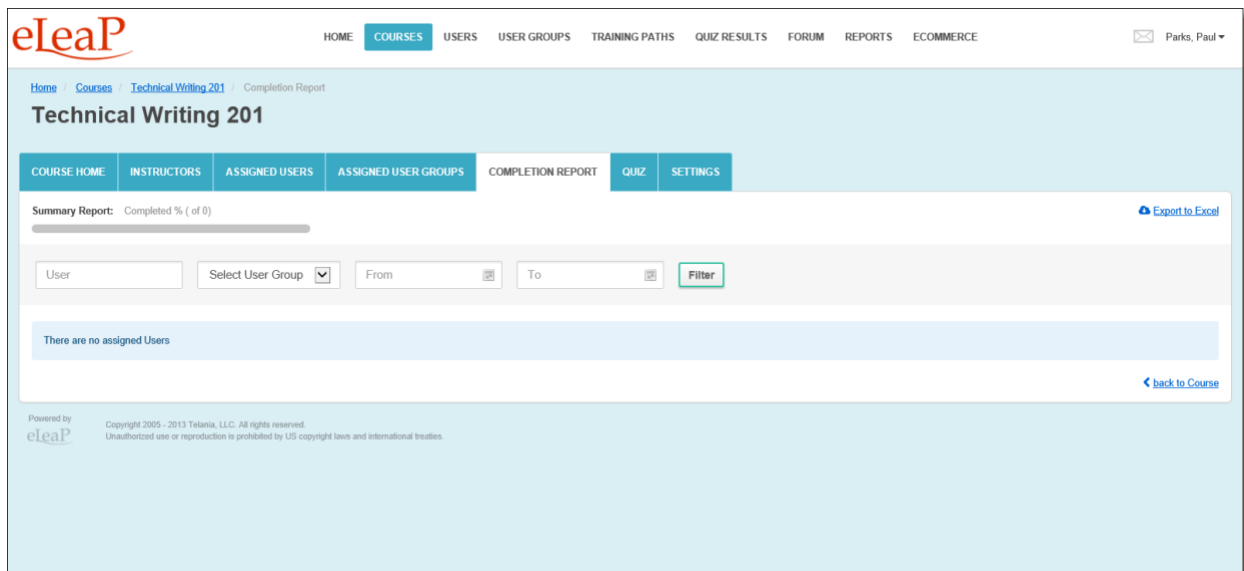 eLeaP
HOME COURSES USERS USER GROUPS TRAINING PATHS QUIZ RESULTS FORUM REPORTS ECOMMERCE Parks, Paul
Home / Courses / Technical Writing 201 / Completion Report
Technical Writing 201
COURSE HOME INSTRUCTORS ASSIGNED USERS ASSIGNED USER GROUPS COMPLETION REPORT QUIZ SETTINGS
Summary Report: Completed % ( of 0) Export to Excel
User Select User Group From To Filter
There are no assigned Users
back to Course
Powered by
eLeaP
Copyright 2005 - 2013 Telania, LLC. All rights reserved.
Unauthorized use or reproduction is prohibited by US copyright laws and international treaties.